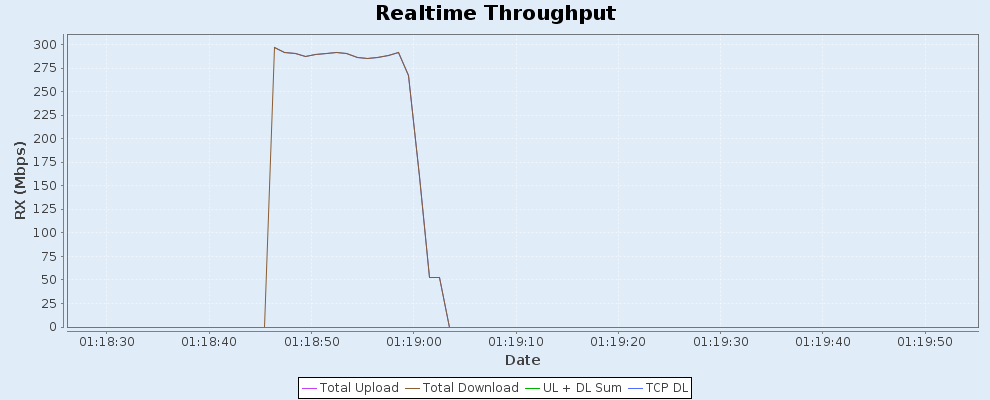 Realtime Throughput
RX (Mbps)
300
275
250
225
200
175
150
125
100
75
50
25
0
01:18:30 01:18:40 01:18:50 01:19:00 01:19:10 01:19:20 01:19:30 01:19:40 01:19:50
Date
Total Upload Total Download UL + DL Sum TCP DL